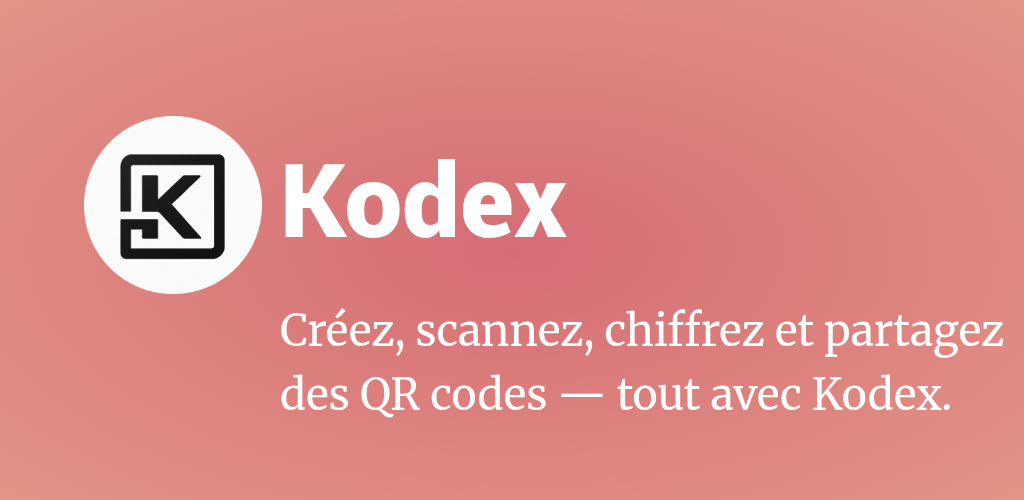 K
Kodex
Créez, scannez, chiffrez et partagez
des QR codes — tout avec Kodex.